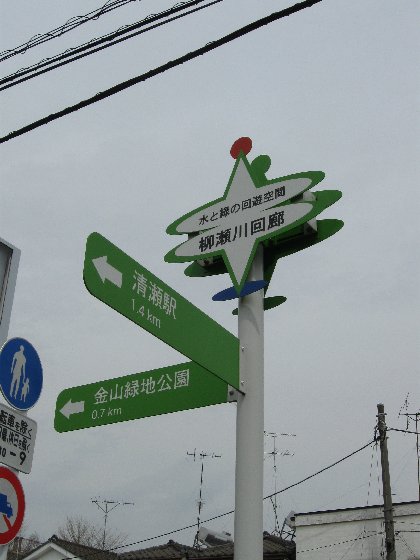 水と緑の回遊空間
柳瀬川回廊
清瀬駅
1.4 km
金山緑地公園
0.7 km